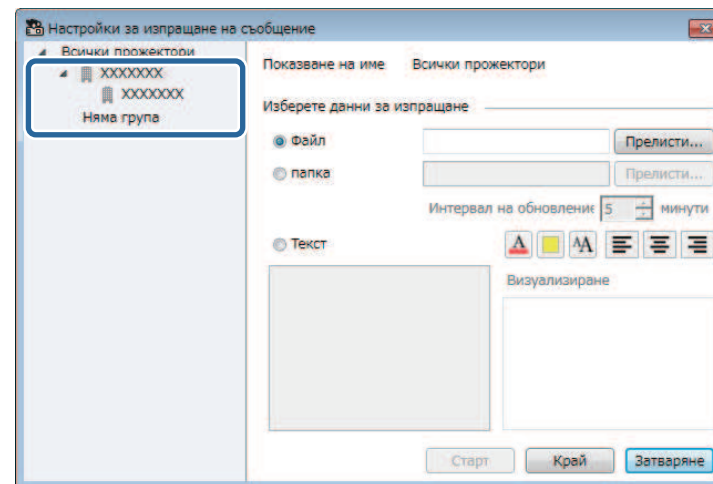 Настройки за изпращане на съобщение
Всички прожектори
XXXXXXX
XXXXXXX
Няма група
Показване на име Всички прожектори
Изберете данни за изпращане
Файл Прелисти...
папка Прелисти...
Интервал на обновление 5 минути
Текст A AA
Визуализиране
Старт Край Затваряне